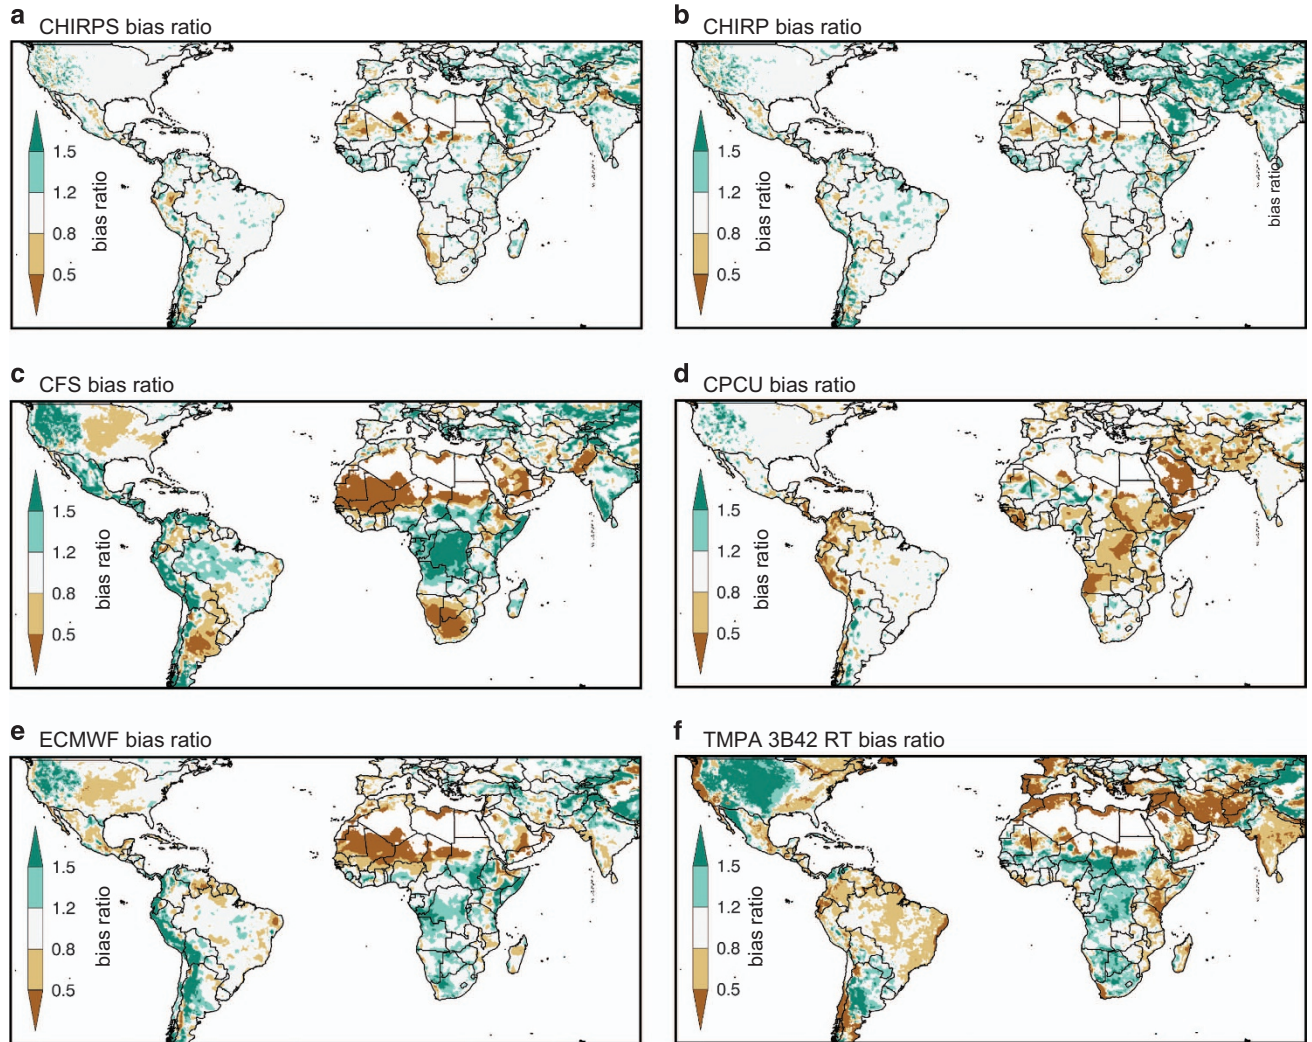 a CHIRPS bias ratio
1.5
1.2
0.8
0.5
bias ratio
b CHIRP bias ratio
1.5
1.2
0.8
0.5
bias ratio
bias ratio
c CFS bias ratio
1.5
1.2
0.8
0.5
bias ratio
d CPCU bias ratio
1.5
1.2
0.8
0.5
bias ratio
e ECMWF bias ratio
1.5
1.2
0.8
0.5
bias ratio
f TMPA 3B42 RT bias ratio
1.5
1.2
0.8
0.5
bias ratio